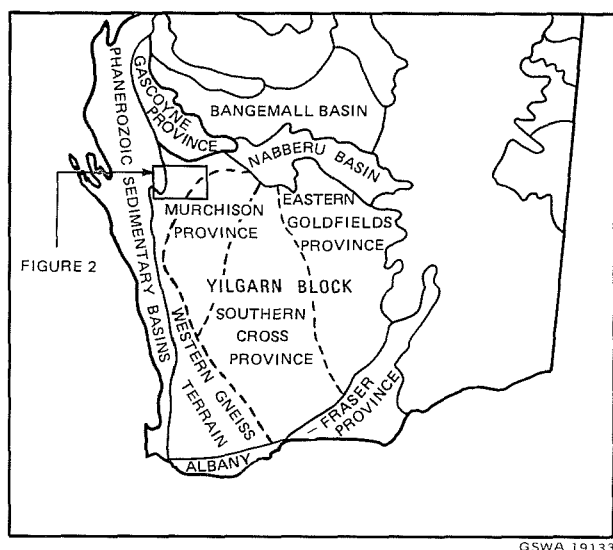 PHANEROZOIC SEDIMENTARY BASINS
GASCOYNE
PROVINCE
BANGEMALL BASIN
NABBERU BASIN
MURCHISON
PROVINCE
EASTERN
GOLDFIELDS
PROVINCE
FIGURE 2
YILGARN BLOCK
SOUTHERN
CROSS
PROVINCE
WESTERN GNEISS
TERRAIN
FRASER
PROVINCE
ALBANY
GSWA 19133